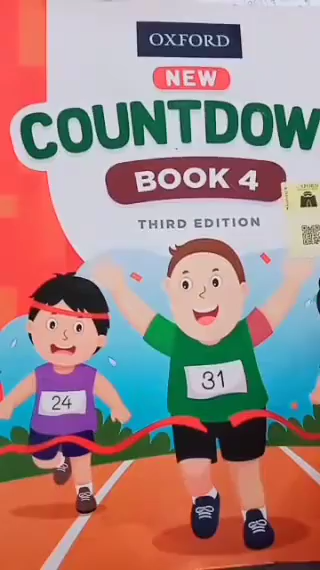 OXFORD
NEW
COUNTDOW
BOOK 4
THIRD EDITION
24
31